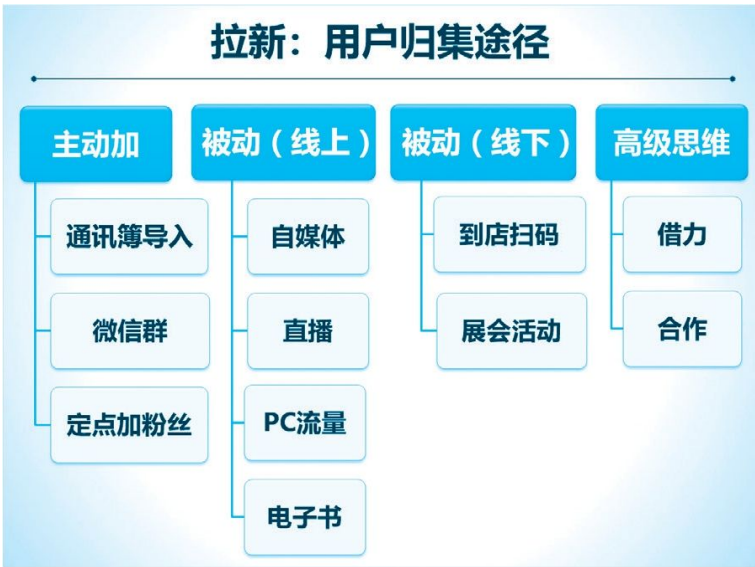 拉新：用户归集途径
主动加
通讯簿导入
微信群
定点加粉丝
被动（线上）
自媒体
直播
PC流量
电子书
被动（线下）
到店扫码
展会活动
高级思维
借力
合作